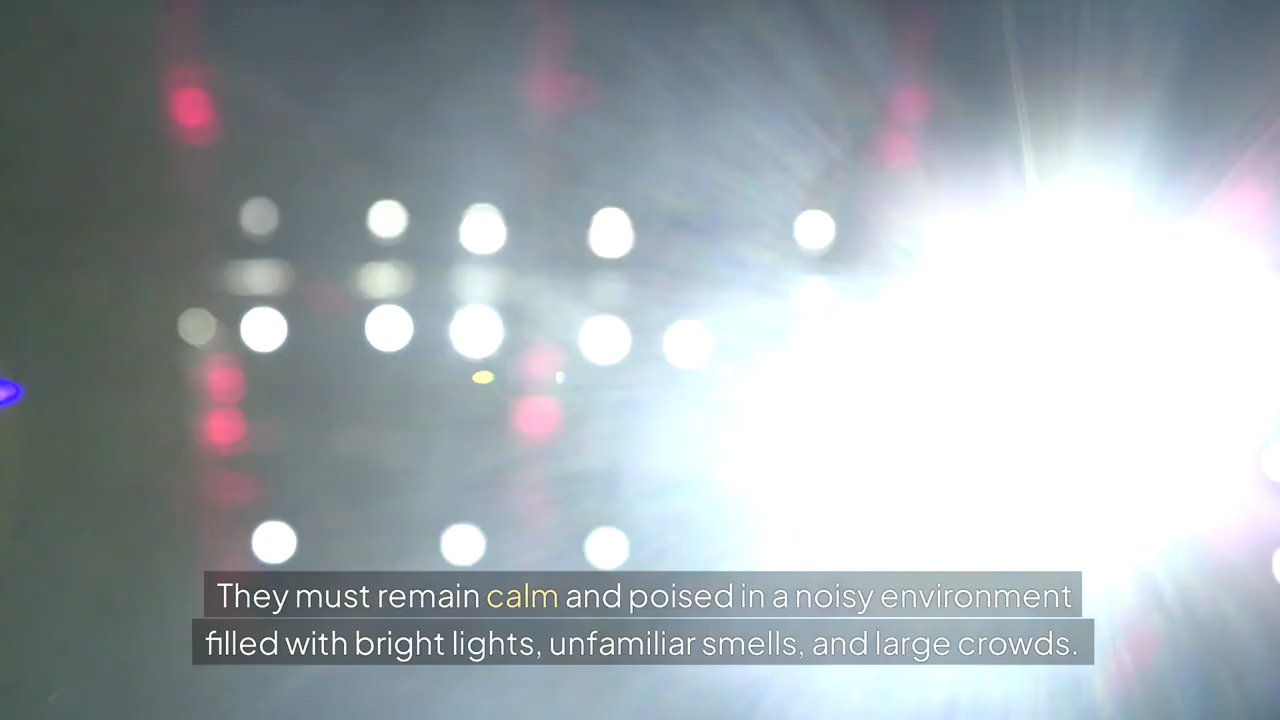 They must remain calm and poised in a noisy environment
filled with bright lights, unfamiliar smells, and large crowds.